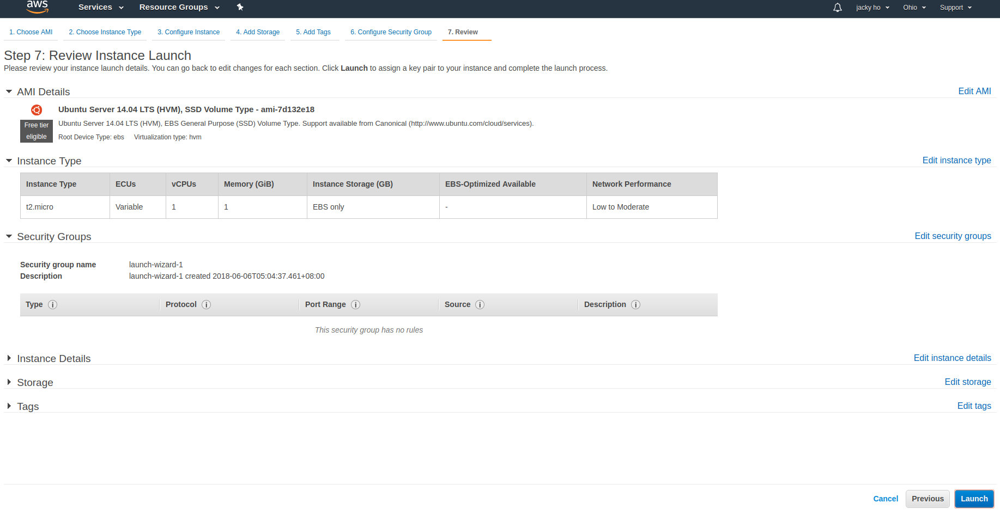 aws Services Resource Groups jacky ho Ohio Support
1. Choose AMI 2. Choose Instance Type 3. Configure Instance 4. Add Storage 5. Add Tags 6. Configure Security Group 7. Review
Step 7: Review Instance Launch
Please review your instance launch details. You can go back to edit changes for each section. Click Launch to assign a key pair to your instance and complete the launch process.
AMI Details Edit AMI
Ubuntu Server 14.04 LTS (HVM), SSD Volume Type - ami-7d132e18
Free tier eligible
Ubuntu Server 14.04 LTS (HVM), EBS General Purpose (SSD) Volume Type. Support available from Canonical (http://www.ubuntu.com/cloud/services).
Root Device Type: ebs Virtualization type: hvm
Instance Type Edit instance type
Instance Type ECUs vCPUs Memory (GiB) Instance Storage (GB) EBS-Optimized Available Network Performance
t2.micro Variable 1 1 EBS only - Low to Moderate
Security Groups Edit security groups
Security group name launch-wizard-1
Description launch-wizard-1 created 2018-06-06T05:04:37.461+08:00
Type i Protocol i Port Range i Source i Description i
This security group has no rules
Instance Details Edit instance details
Storage Edit storage
Tags Edit tags
Cancel Previous Launch